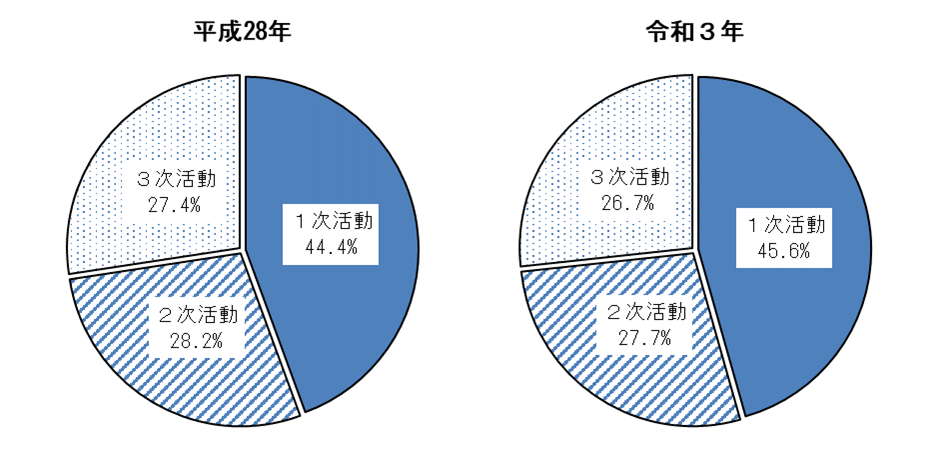 平成28年
１次活動
44.4%
２次活動
28.2%
３次活動
27.4%
令和３年
１次活動
45.6%
２次活動
27.7%
３次活動
26.7%